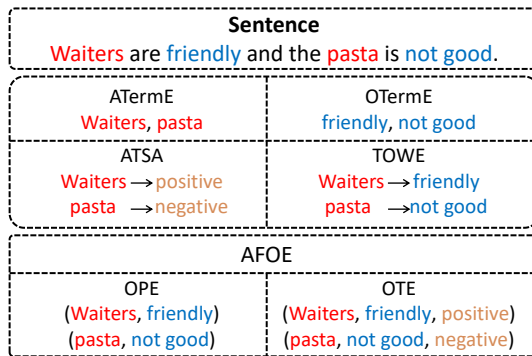 Sentence
Waiters are friendly and the pasta is not good.
ATermE
Waiters, pasta
OTermE
friendly, not good
ATSA
Waiters→positive
pasta →negative
TOWE
Waiters→friendly
pasta →not good
AFOE
OPE
(Waiters, friendly)
(pasta, not good)
OTE
(Waiters, friendly, positive)
(pasta, not good, negative)